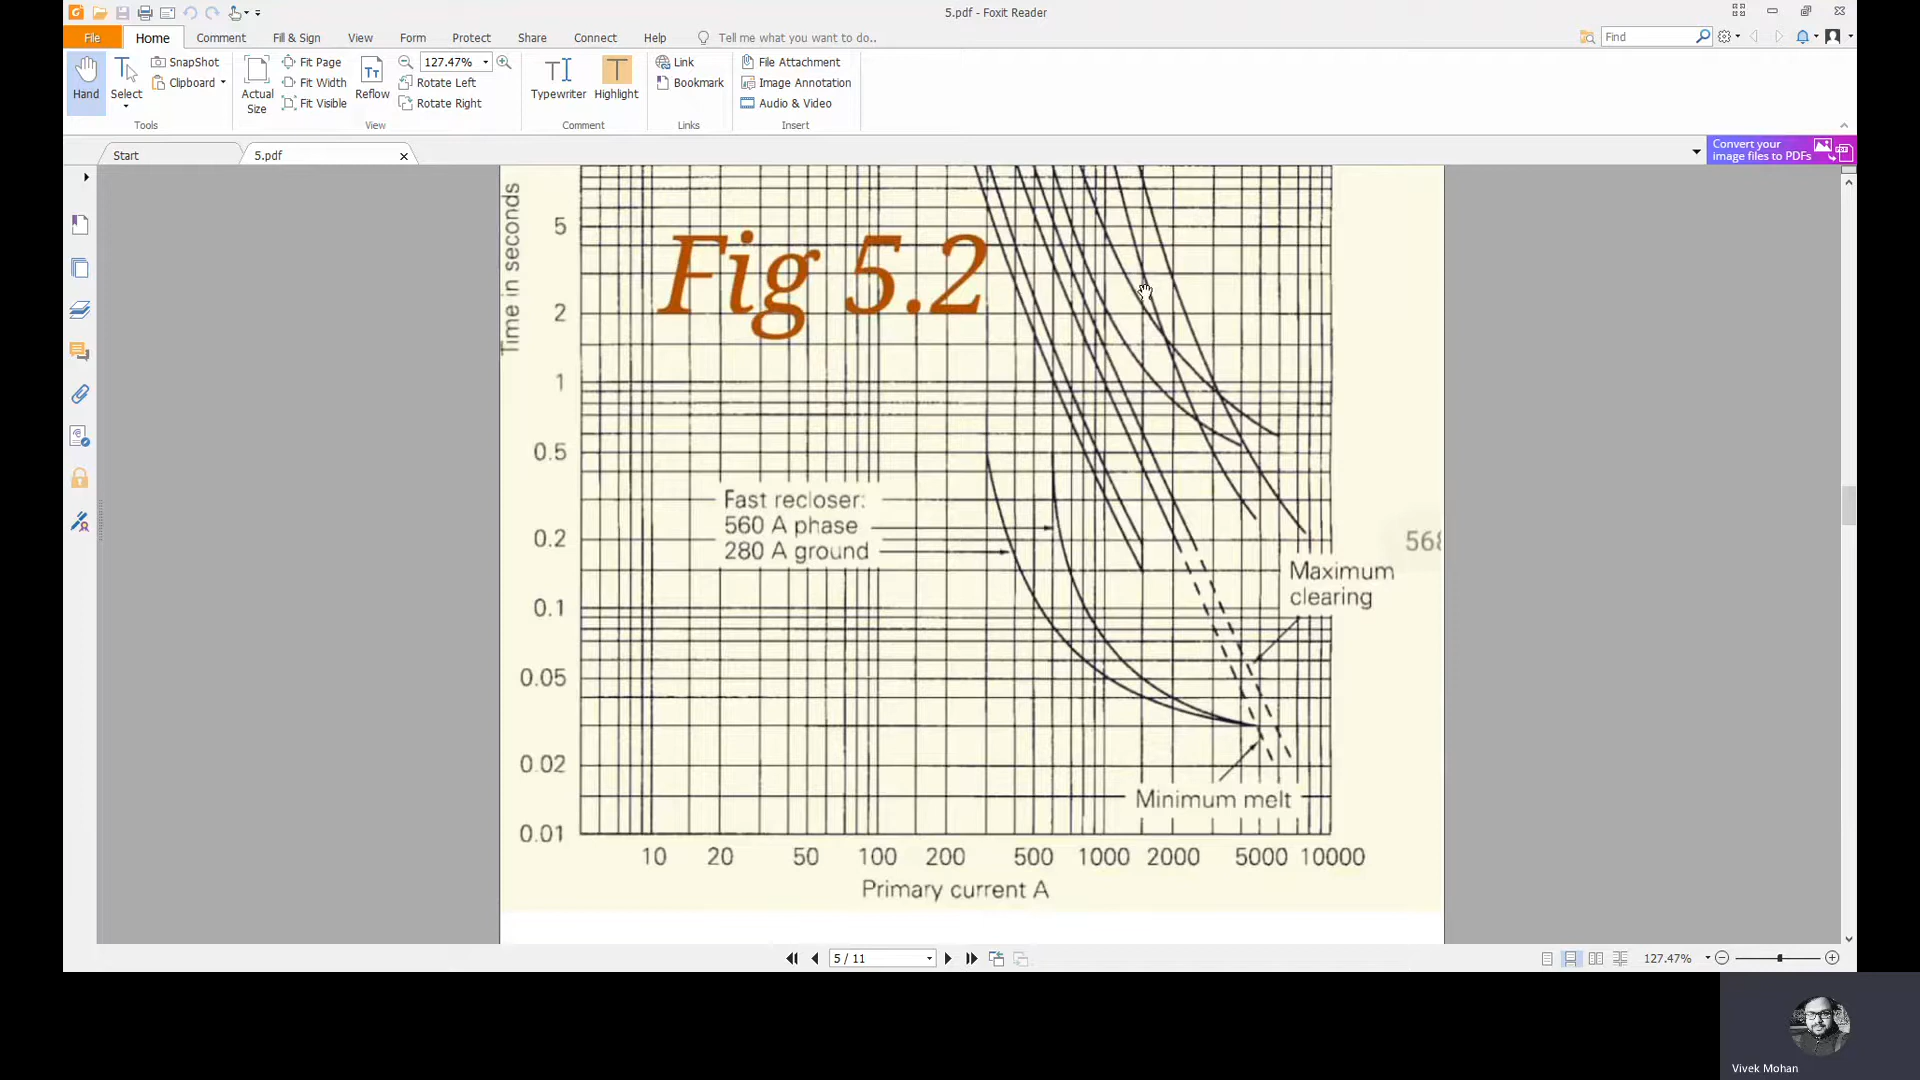 5.pdf - Foxit Reader
File Home Comment Fill & Sign View Form Protect Share Connect Help Tell me what you want to do.. Find
Hand
Select
SnapShot
Clipboard
Tools
Actual
Size
Fit Page
Fit Width
Fit Visible
Reflow
127.47%
Rotate Left
Rotate Right
View
Typewriter
Highlight
Comment
Link
Bookmark
Links
File Attachment
Image Annotation
Audio & Video
Insert
Start
5.pdf
Convert your
image files to PDFs
Time in seconds
5
2
1
0.5
0.2
0.1
0.05
0.02
0.01
Fig 5.2
Fast recloser:
560 A phase
280 A ground
568
Maximum
clearing
Minimum melt
10 20 50 100 200 500 1000 2000 5000 10000
Primary current A
5 / 11
127.47%
Vivek Mohan